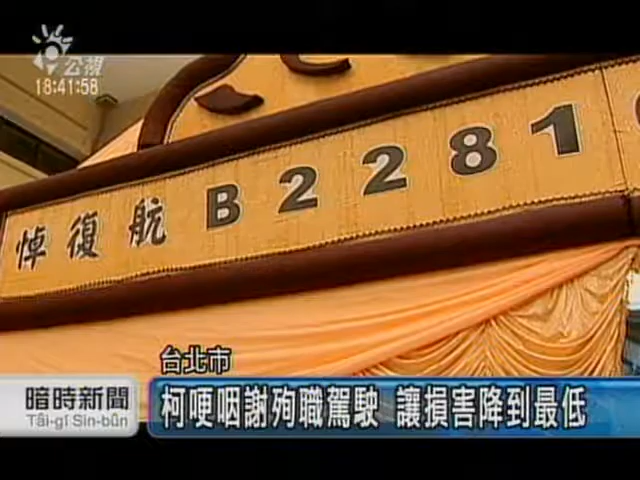 公視
18:41:58
悼復航B22816
台北市
暗時新聞
Tâi-gí Sin-bûn
柯哽咽謝殉職駕駛 讓損害降到最低